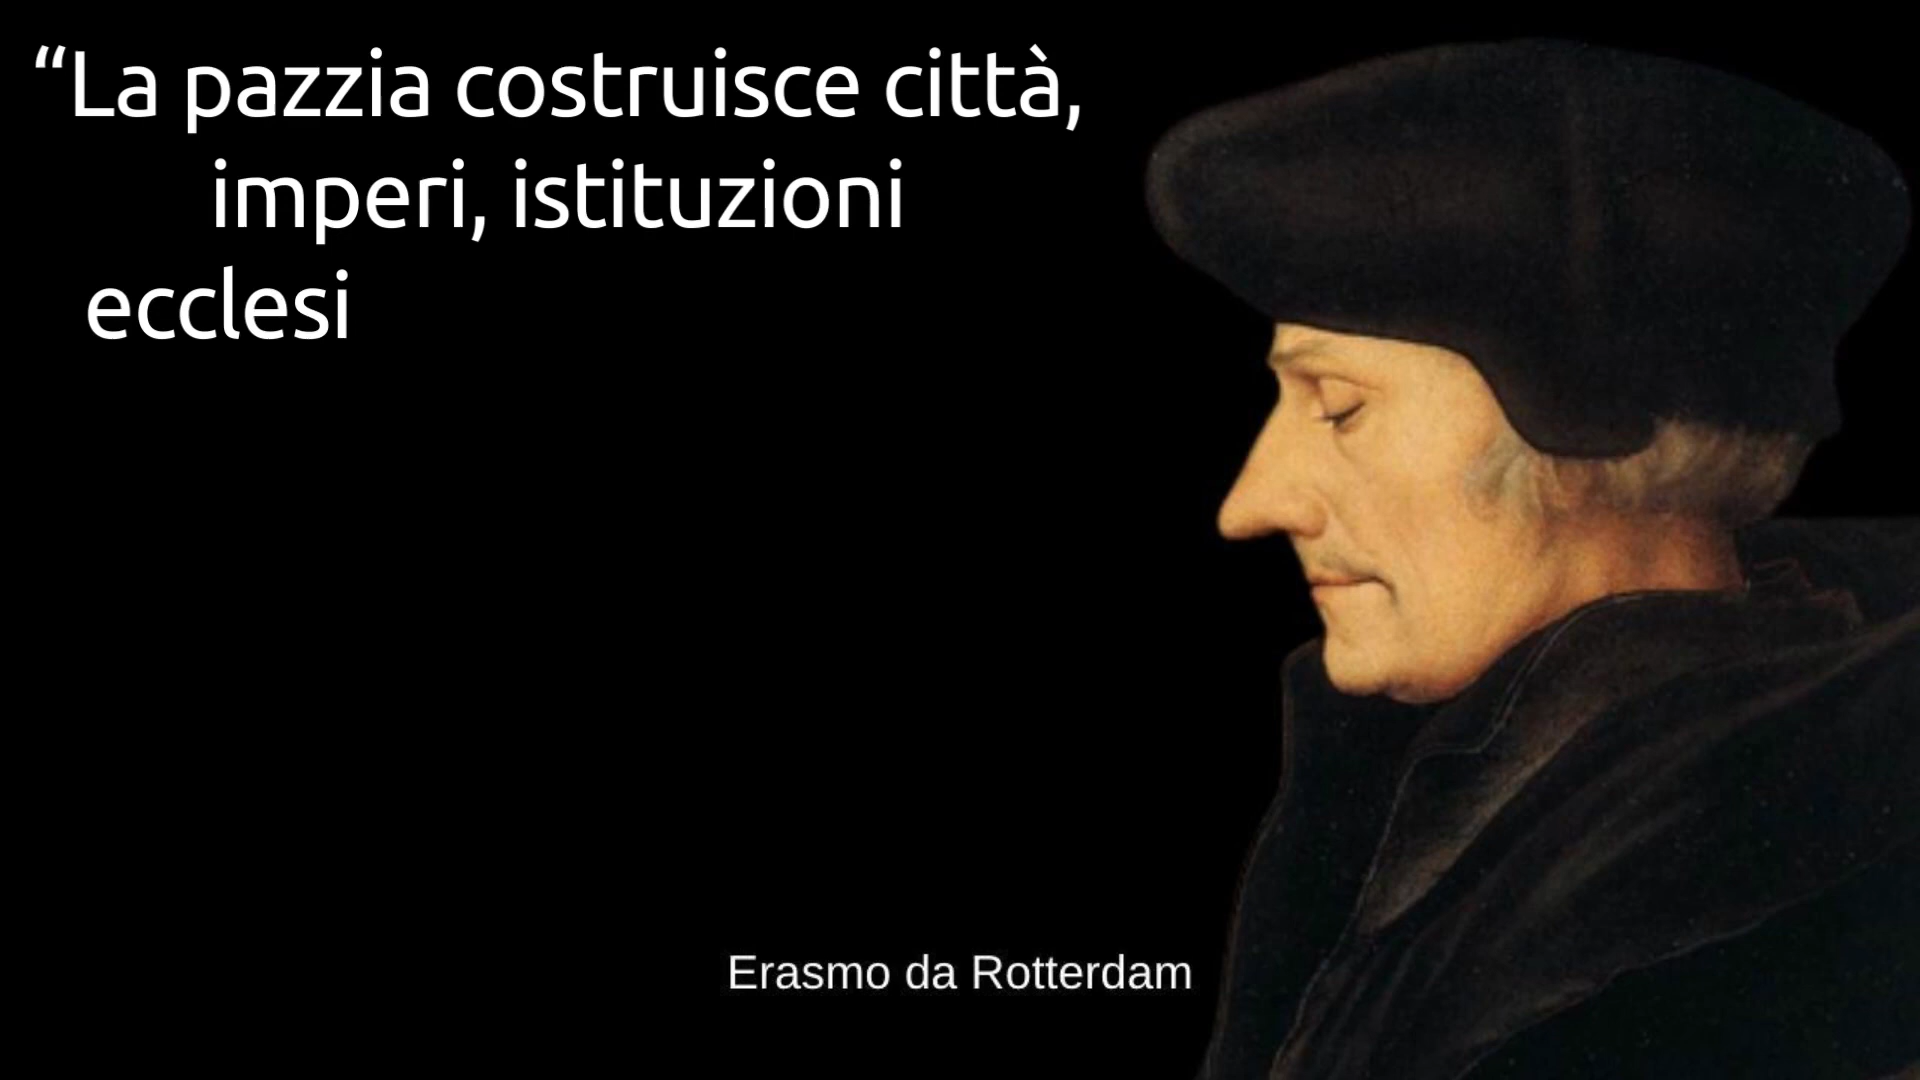 “La pazzia costruisce città,
imperi, istituzioni
ecclesi
Erasmo da Rotterdam